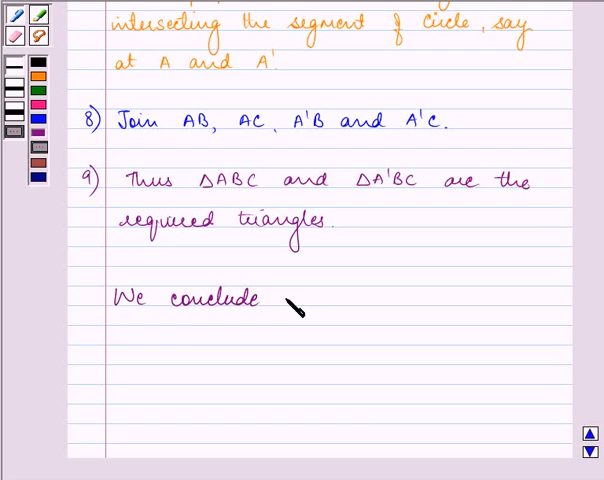 intersecting the segment of circle, say
at A and A'.
8) Join AB, AC, A'B and A'C.
9) Thus ΔABC and ΔA'BC are the
required triangles.
We conclude